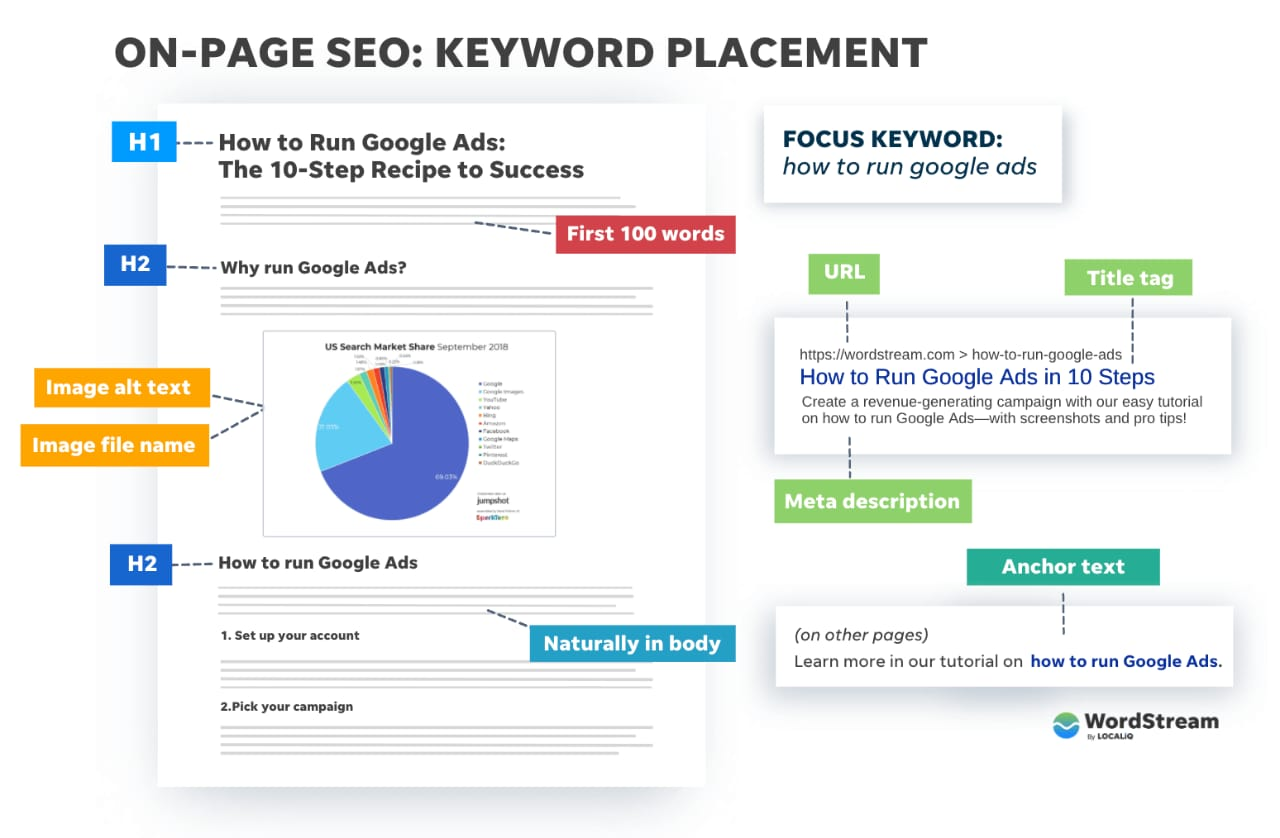 ON-PAGE SEO: KEYWORD PLACEMENT
H1
How to Run Google Ads:
The 10-Step Recipe to Success
First 100 words
H2
Why run Google Ads?
US Search Market Share September 2018
69.03%
Google
Google Images
YouTube
Yahoo
Bing
Amazon
Facebook
Google Maps
Twitter
Pinterest
DuckDuckGo
jumpshot
SparkToro
Image alt text
Image file name
H2
How to run Google Ads
1. Set up your account
Naturally in body
2.Pick your campaign
FOCUS KEYWORD:
how to run google ads
URL
Title tag
https://wordstream.com > how-to-run-google-ads
How to Run Google Ads in 10 Steps
Create a revenue-generating campaign with our easy tutorial
on how to run Google Ads—with screenshots and pro tips!
Meta description
Anchor text
(on other pages)
Learn more in our tutorial on how to run Google Ads.
WordStream
By LOCALiQ